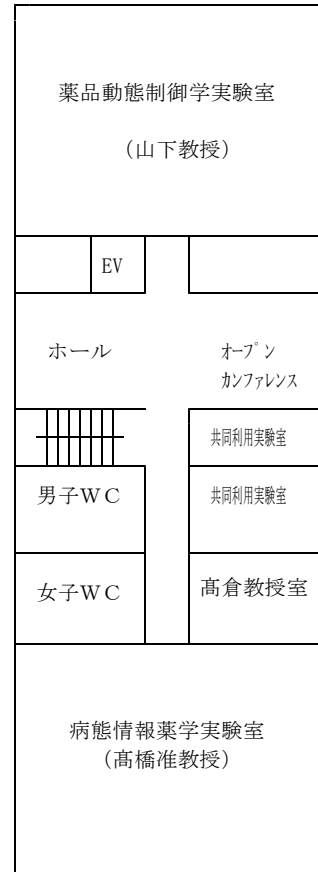 薬品動態制御学実験室
(山下教授)
EV
ホール
オープン
カンファレンス
共同利用実験室
男子WC
共同利用実験室
女子WC
髙倉教授室
病態情報薬学実験室
(髙橋准教授)